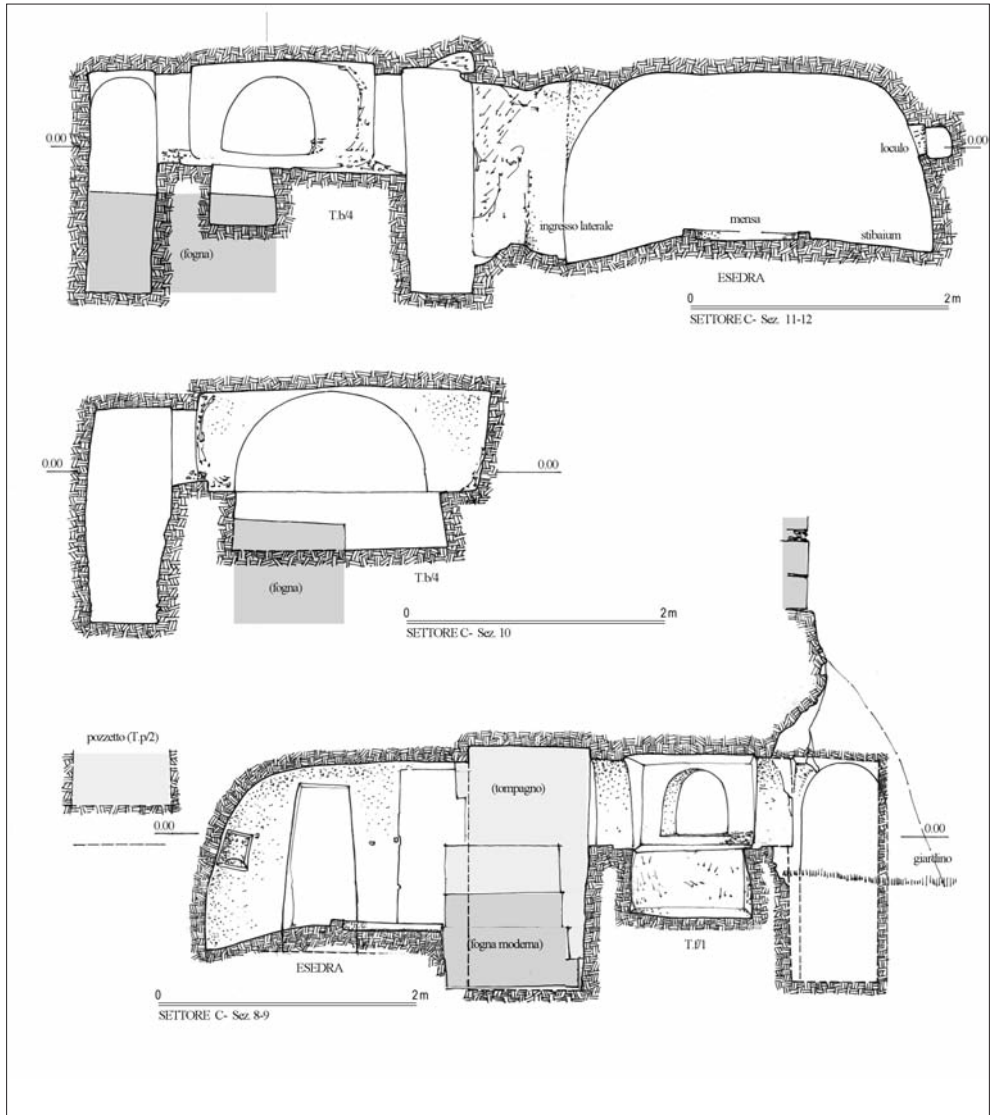 0.00
0.00
loculo
T.b/4
(fogna)
ingresso laterale
mensa
stibaium
ESEDRA
0 2m
SETTORE C- Sez. 11-12
0.00
0.00
T.b/4
(fogna)
0 2m
SETTORE C- Sez. 10
pozzetto (T.p/2)
(tompagno)
0.00
0.00
giardino
(fogna moderna)
T.f/1
ESEDRA
0 2m
SETTORE C- Sez. 8-9